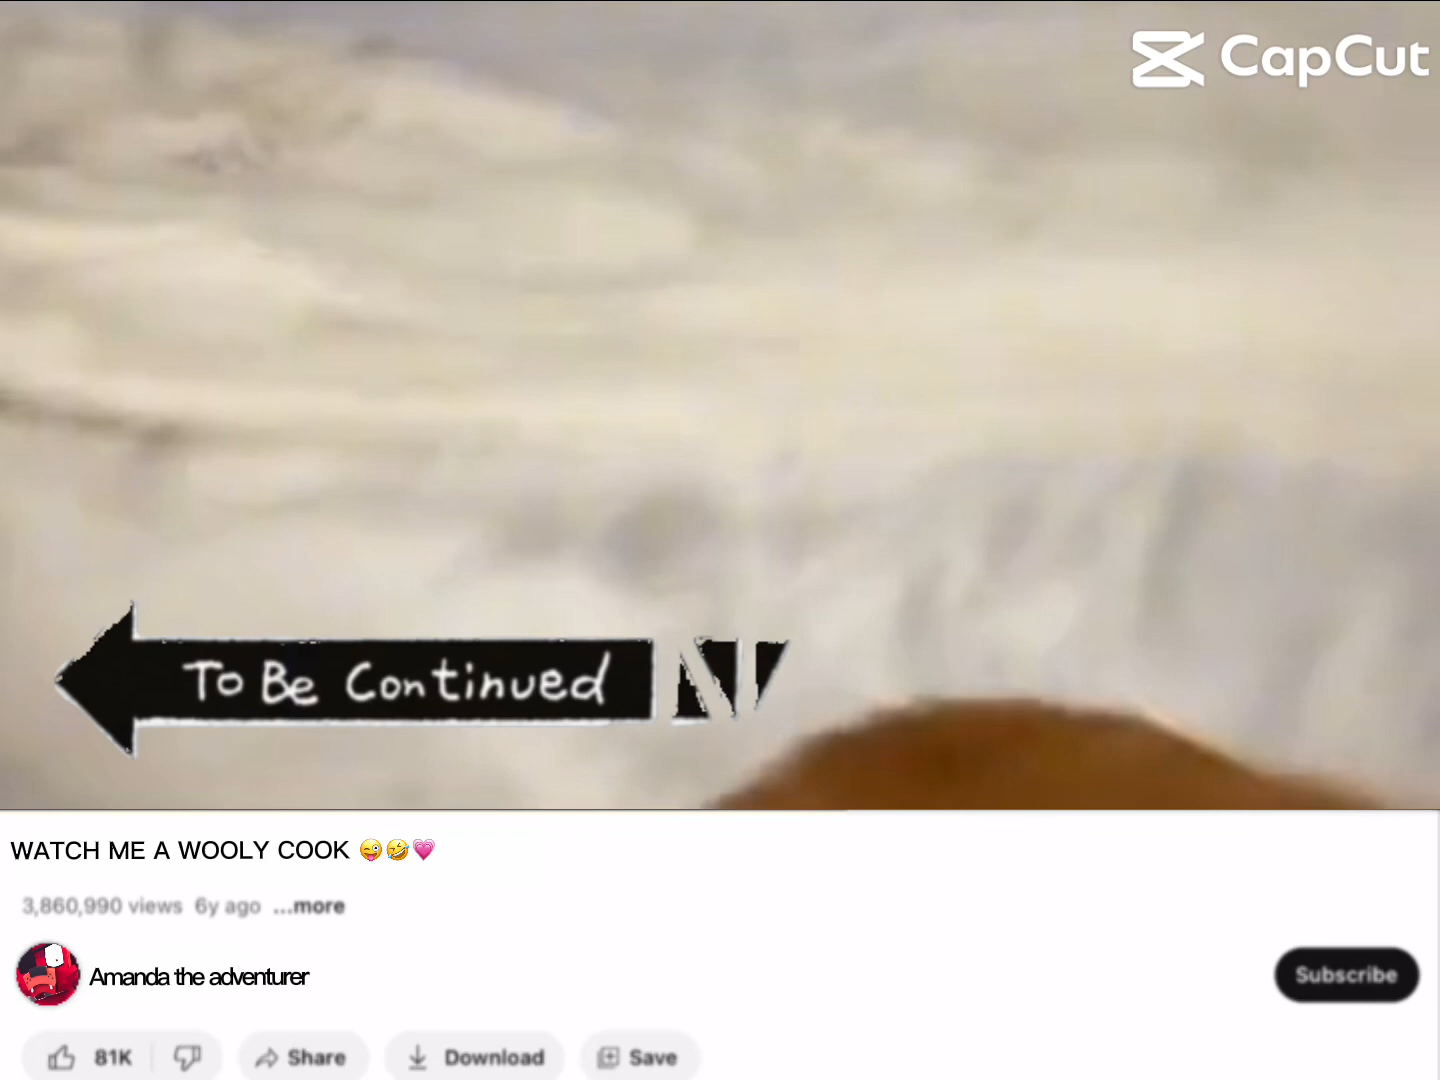 CapCut
To Be Continued
WATCH ME A WOOLY COOK 😜🤣💗
3,860,990 views 6y ago ...more
Amanda the adventurer
Subscribe
81K Share Download Save